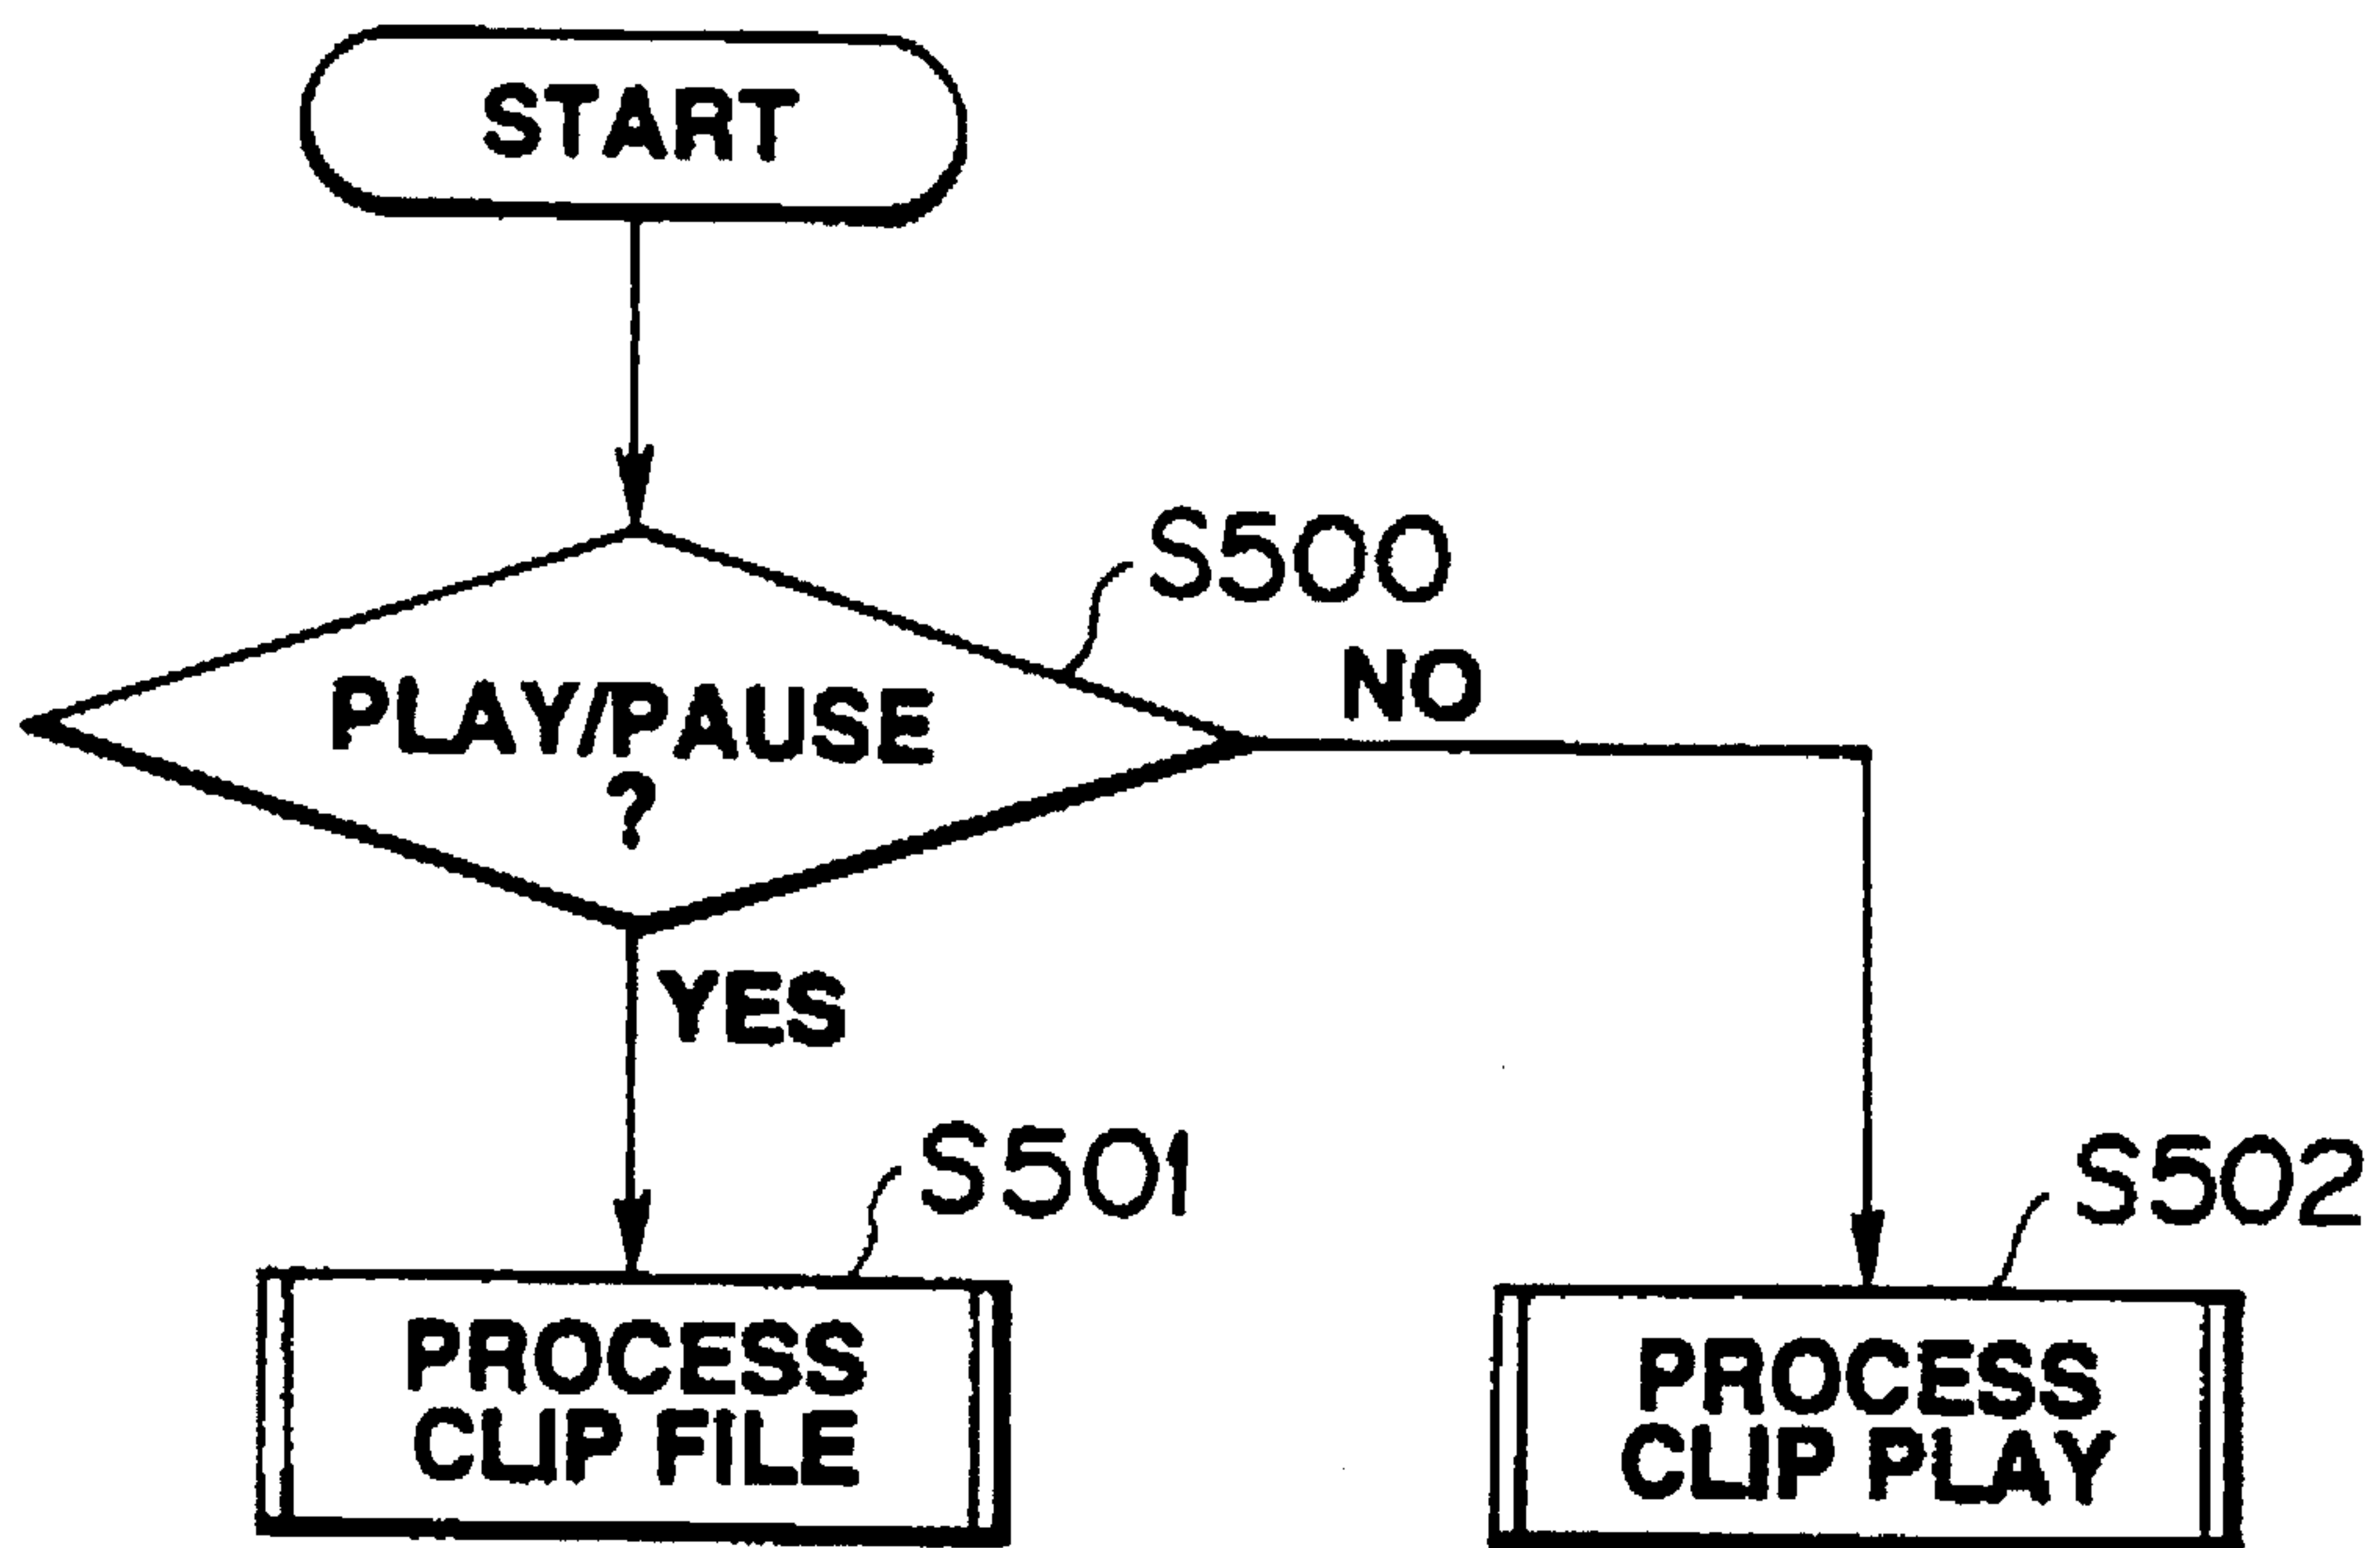 START
S500
NO
PLAY/PAUSE
?
YES
S501
S502
PROCESS
CLIP FILE
PROCESS
CLIP PLAY